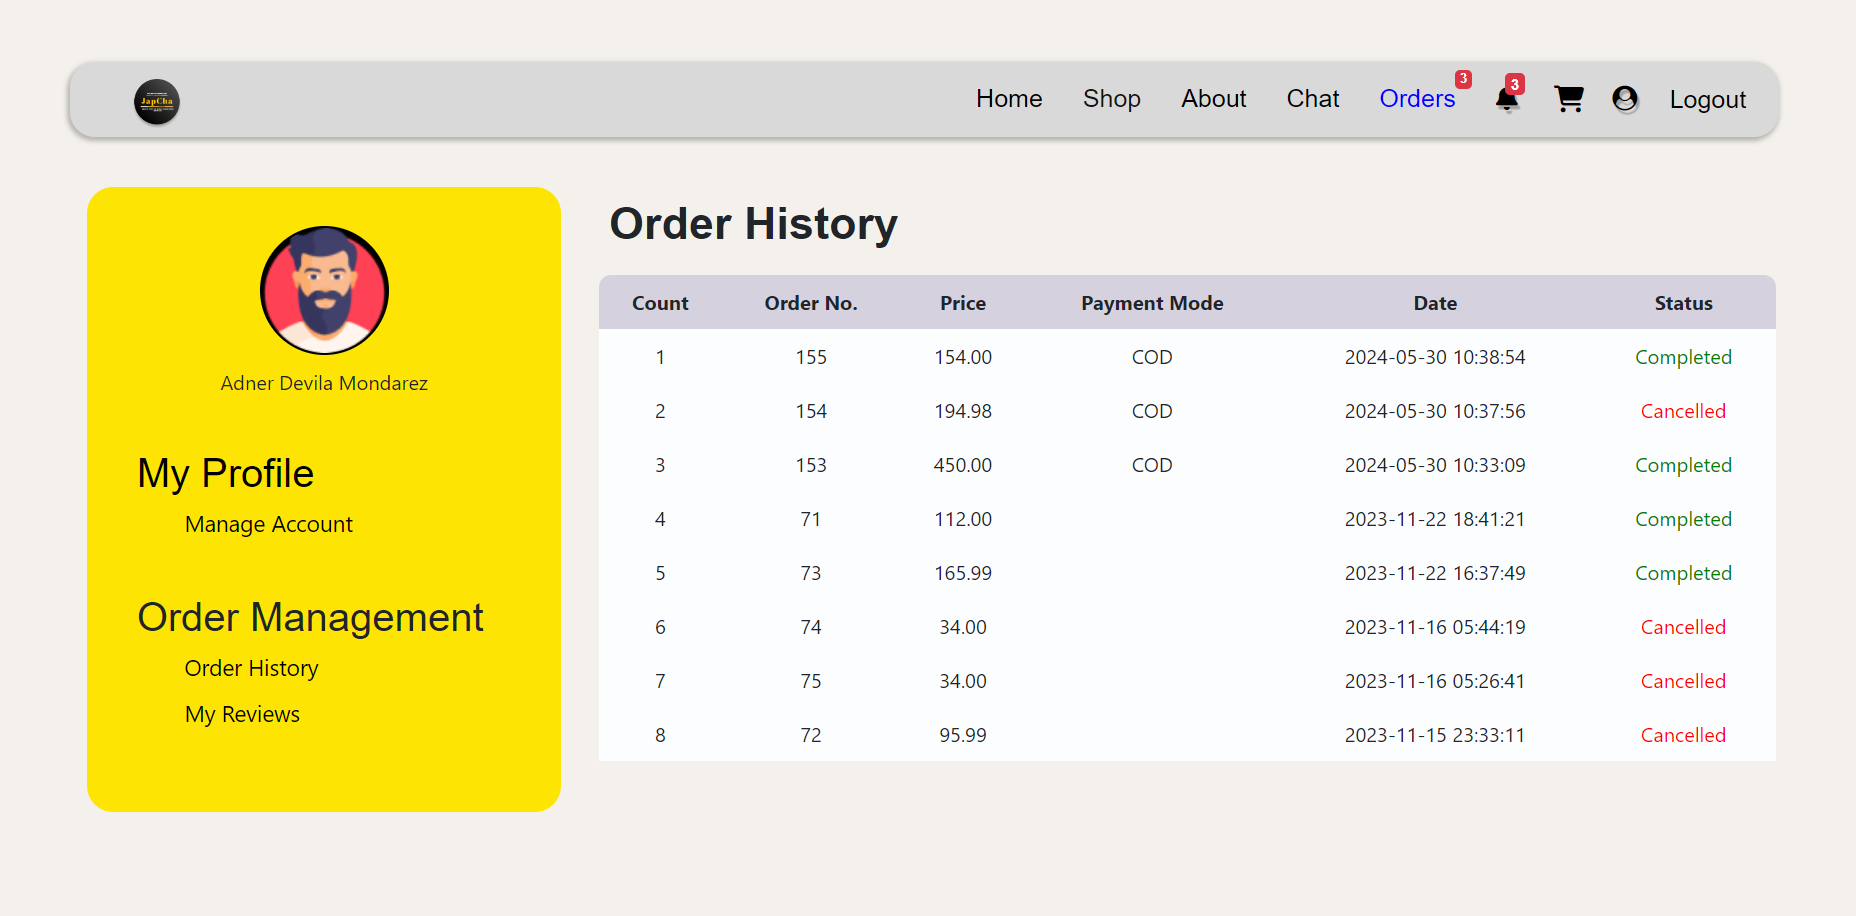 JapCha
Home Shop About Chat Orders 3 3 Logout
Adner Devila Mondarez
My Profile
Manage Account
Order Management
Order History
My Reviews
Order History
Count Order No. Price Payment Mode Date Status
1 155 154.00 COD 2024-05-30 10:38:54 Completed
2 154 194.98 COD 2024-05-30 10:37:56 Cancelled
3 153 450.00 COD 2024-05-30 10:33:09 Completed
4 71 112.00 2023-11-22 18:41:21 Completed
5 73 165.99 2023-11-22 16:37:49 Completed
6 74 34.00 2023-11-16 05:44:19 Cancelled
7 75 34.00 2023-11-16 05:26:41 Cancelled
8 72 95.99 2023-11-15 23:33:11 Cancelled